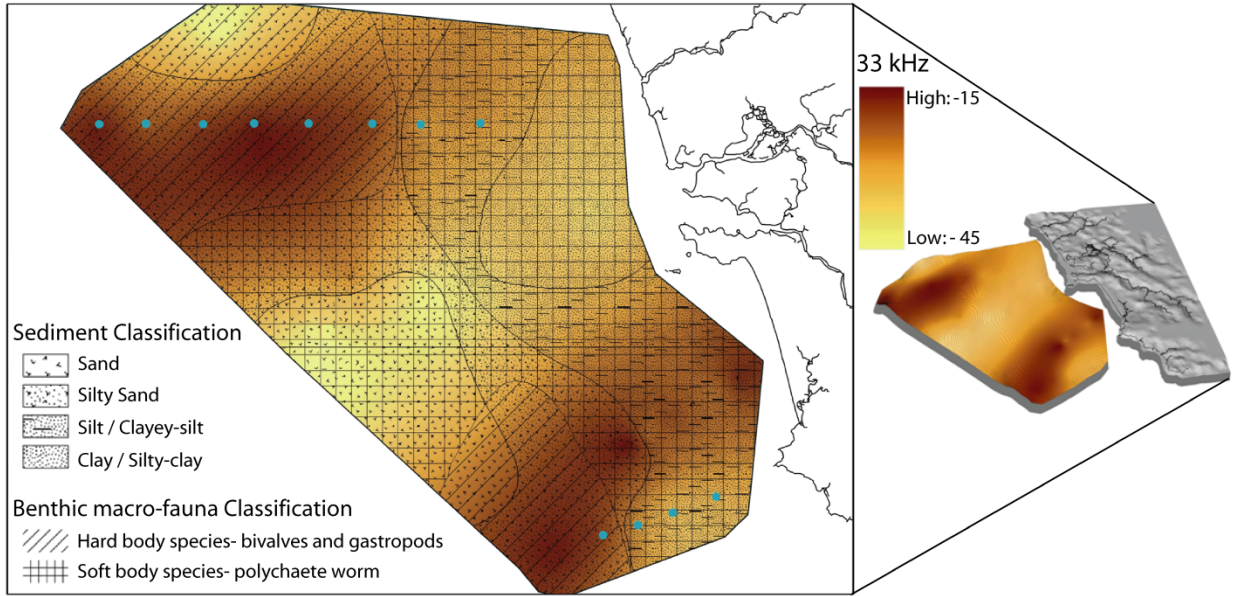 33 kHz
High: -15
Low: - 45
Sediment Classification
Sand
Silty Sand
Silt / Clayey-silt
Clay / Silty-clay
Benthic macro-fauna Classification
Hard body species- bivalves and gastropods
Soft body species- polychaete worm